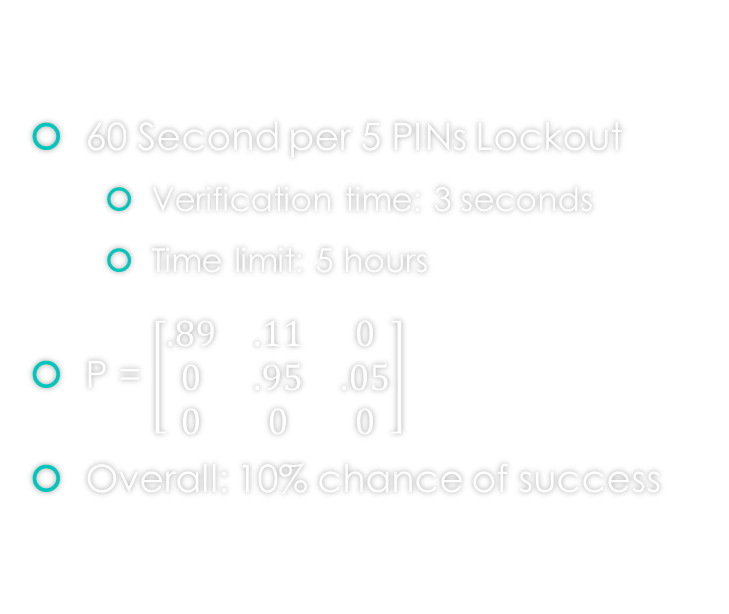 60 Second per 5 PINs Lockout
Verification time: 3 seconds
Time limit: 5 hours
.89 .11 0
P = 0 .95 .05
0 0 0
Overall: 10% chance of success